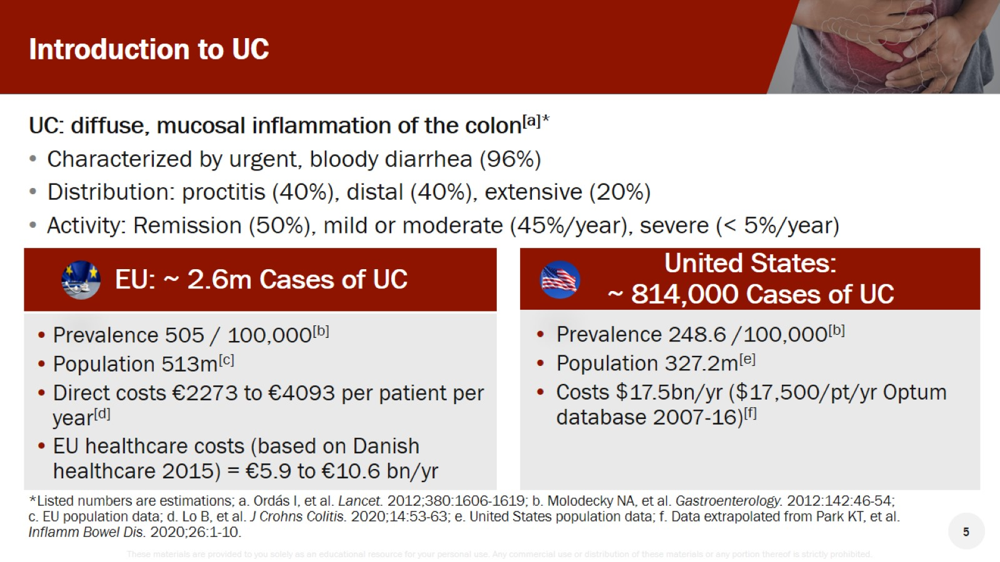 Introduction to UC
UC: diffuse, mucosal inflammation of the colon[a]*
• Characterized by urgent, bloody diarrhea (96%)
• Distribution: proctitis (40%), distal (40%), extensive (20%)
• Activity: Remission (50%), mild or moderate (45%/year), severe (< 5%/year)
EU: ~ 2.6m Cases of UC
• Prevalence 505 / 100,000[b]
• Population 513m[c]
• Direct costs €2273 to €4093 per patient per
year[d]
• EU healthcare costs (based on Danish
healthcare 2015) = €5.9 to €10.6 bn/yr
United States:
~ 814,000 Cases of UC
• Prevalence 248.6 /100,000[b]
• Population 327.2m[e]
• Costs $17.5bn/yr ($17,500/pt/yr Optum
database 2007-16)[f]
*Listed numbers are estimations; a. Ordás I, et al. Lancet. 2012;380:1606-1619; b. Molodecky NA, et al. Gastroenterology. 2012:142:46-54;
c. EU population data; d. Lo B, et al. J Crohns Colitis. 2020;14:53-63; e. United States population data; f. Data extrapolated from Park KT, et al.
Inflamm Bowel Dis. 2020;26:1-10.
5
These materials are provided to you solely as an educational resource for your personal use. Any commercial use or distribution of these materials or any portion thereof is strictly prohibited.